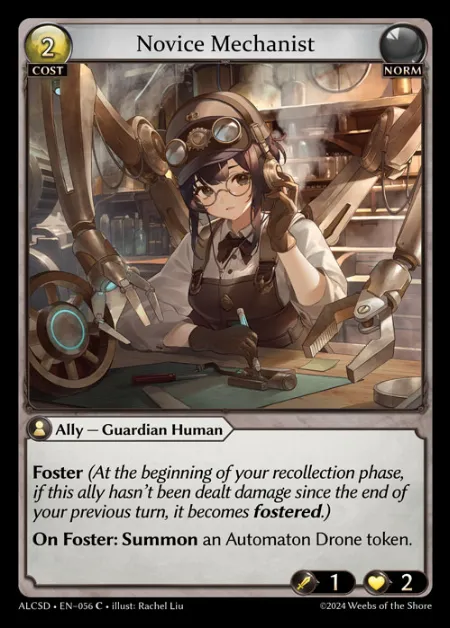 2 Novice Mechanist
COST NORM
Ally — Guardian Human
Foster (At the beginning of your recollection phase,
if this ally hasn't been dealt damage since the end of
your previous turn, it becomes fostered.)
On Foster: Summon an Automaton Drone token.
1 2
ALCSD • EN-056 C • illust: Rachel Liu ©2024 Weebs of the Shore